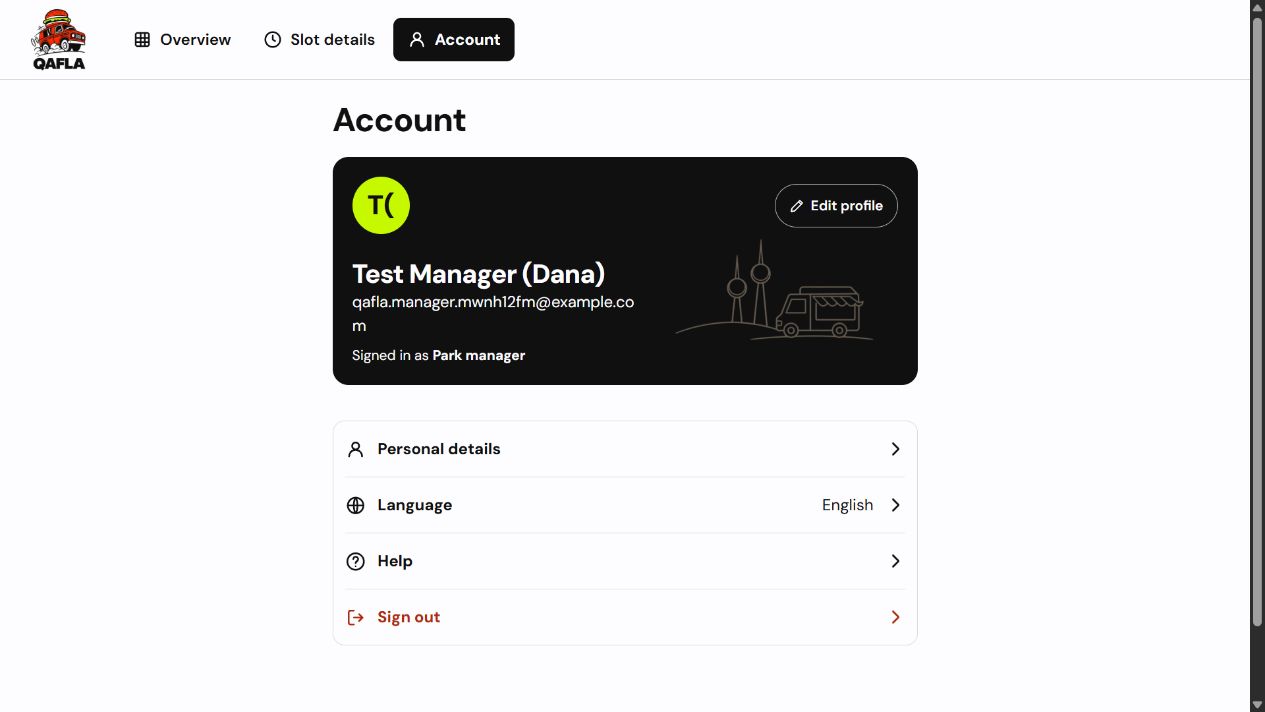 QAFLA
Overview
Slot details
Account
Account
T(
Edit profile
Test Manager (Dana)
qafla.manager.mwnh12fm@example.co
m
Signed in as Park manager
Personal details
Language
English
Help
Sign out